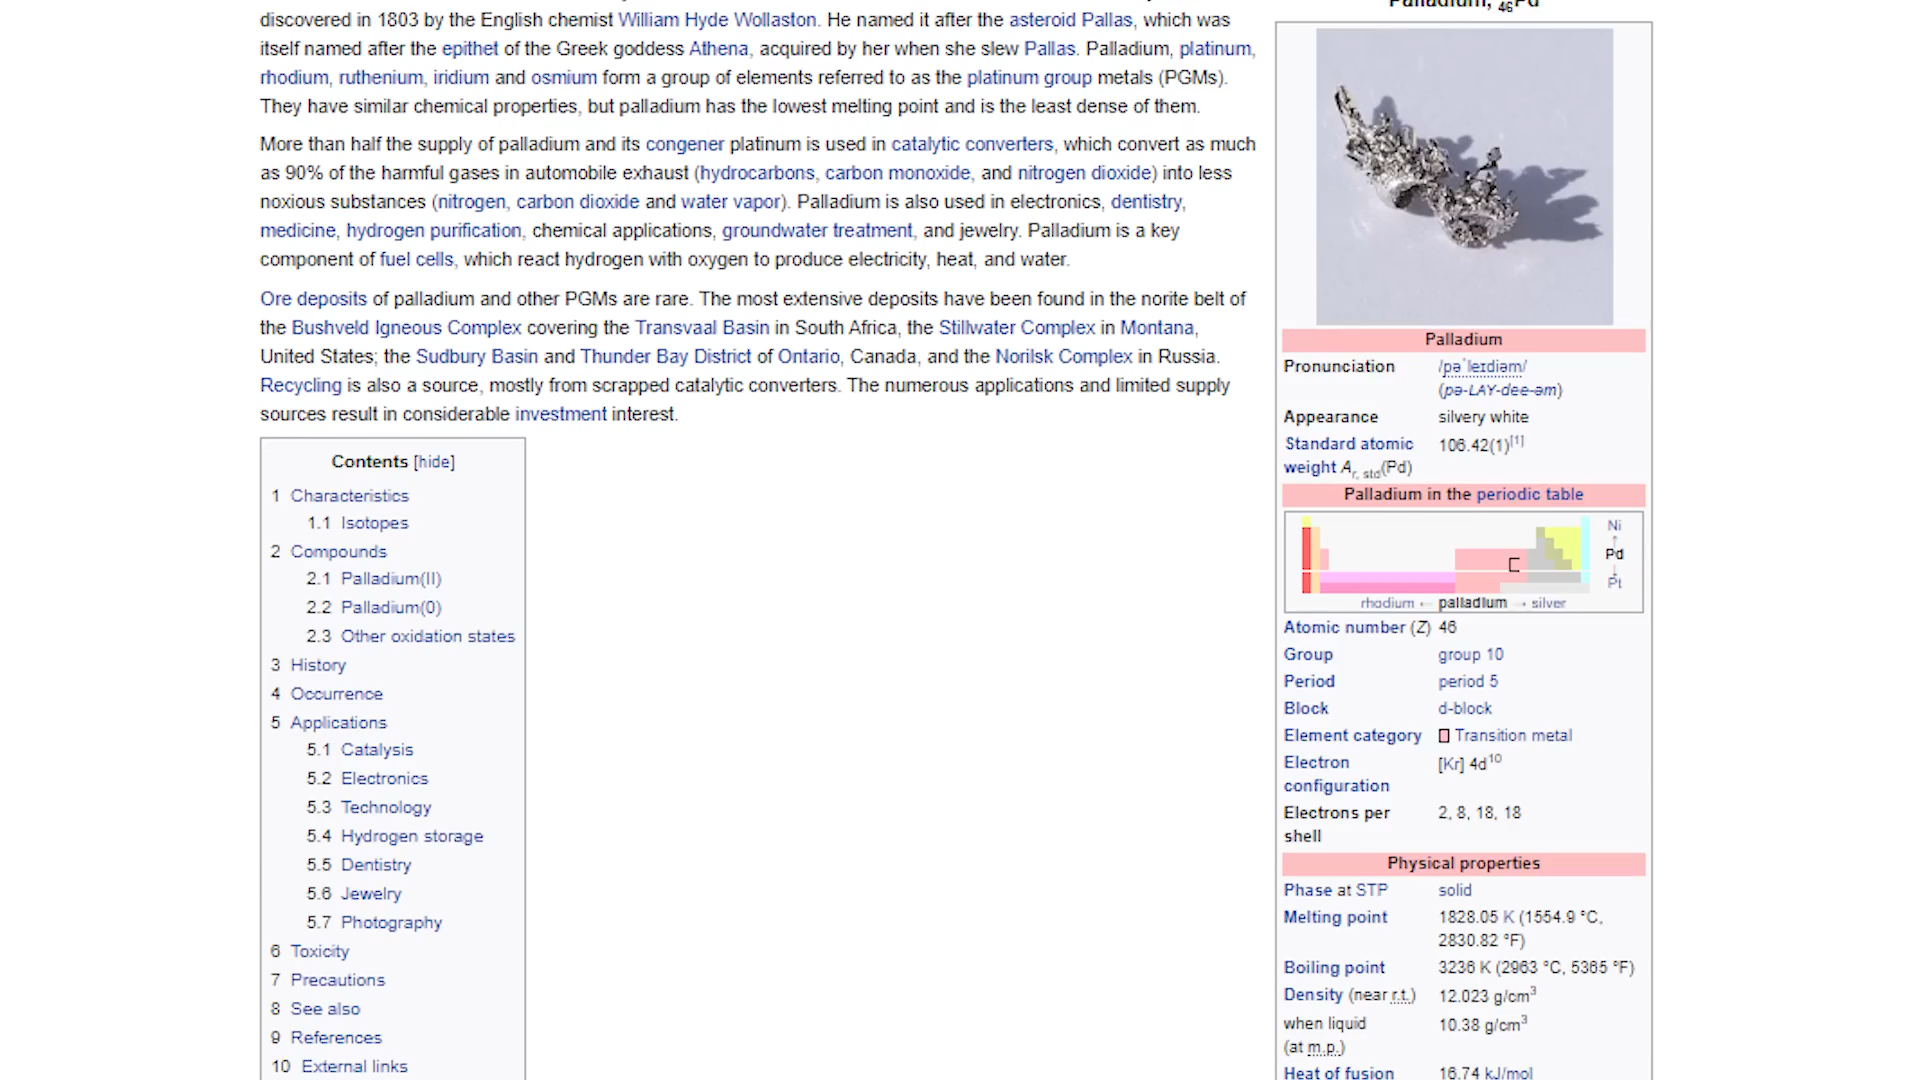 discovered in 1803 by the English chemist William Hyde Wollaston. He named it after the asteroid Pallas, which was
itself named after the epithet of the Greek goddess Athena, acquired by her when she slew Pallas. Palladium, platinum,
rhodium, ruthenium, iridium and osmium form a group of elements referred to as the platinum group metals (PGMs).
They have similar chemical properties, but palladium has the lowest melting point and is the least dense of them.
More than half the supply of palladium and its congener platinum is used in catalytic converters, which convert as much
as 90% of the harmful gases in automobile exhaust (hydrocarbons, carbon monoxide, and nitrogen dioxide) into less
noxious substances (nitrogen, carbon dioxide and water vapor). Palladium is also used in electronics, dentistry,
medicine, hydrogen purification, chemical applications, groundwater treatment, and jewelry. Palladium is a key
component of fuel cells, which react hydrogen with oxygen to produce electricity, heat, and water.
Ore deposits of palladium and other PGMs are rare. The most extensive deposits have been found in the norite belt of
the Bushveld Igneous Complex covering the Transvaal Basin in South Africa, the Stillwater Complex in Montana,
United States; the Sudbury Basin and Thunder Bay District of Ontario, Canada, and the Norilsk Complex in Russia.
Recycling is also a source, mostly from scrapped catalytic converters. The numerous applications and limited supply
sources result in considerable investment interest.
Contents [hide]
1 Characteristics
1.1 Isotopes
2 Compounds
2.1 Palladium(II)
2.2 Palladium(0)
2.3 Other oxidation states
3 History
4 Occurrence
5 Applications
5.1 Catalysis
5.2 Electronics
5.3 Technology
5.4 Hydrogen storage
5.5 Dentistry
5.6 Jewelry
5.7 Photography
6 Toxicity
7 Precautions
8 See also
9 References
10 External links
Palladium, 46Pd
Palladium
Pronunciation /pəˈleɪdiəm/
(pə-LAY-dee-əm)
Appearance silvery white
Standard atomic 106.42(1)[1]
weight Ar, std(Pd)
Palladium in the periodic table
Ni
↑
Pd
↓
Pt
rhodium ← palladium → silver
Atomic number (Z) 46
Group group 10
Period period 5
Block d-block
Element category Transition metal
Electron [Kr] 4d10
configuration
Electrons per 2, 8, 18, 18
shell
Physical properties
Phase at STP solid
Melting point 1828.05 K (1554.9 °C,
2830.82 °F)
Boiling point 3236 K (2963 °C, 5365 °F)
Density (near r.t.) 12.023 g/cm3
when liquid 10.38 g/cm3
(at m.p.)
Heat of fusion 16.74 kJ/mol